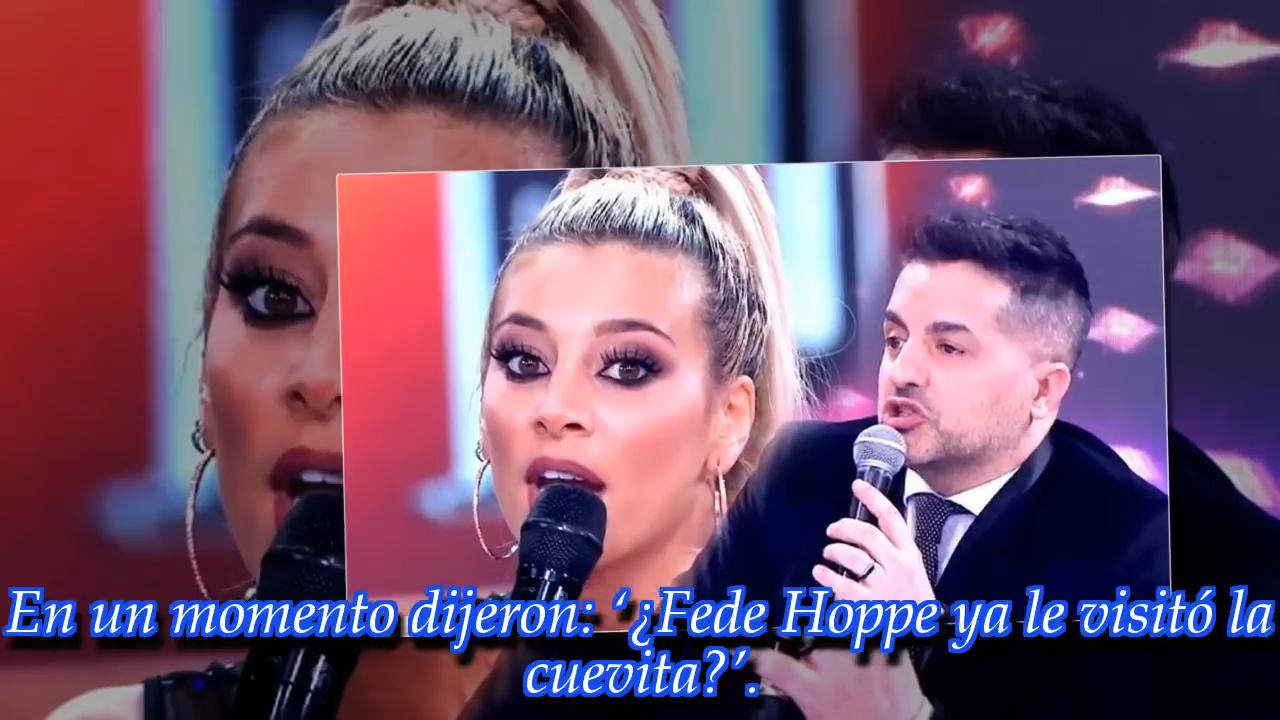 En un momento dijeron: ‘¿Fede Hoppe ya le visitó la
cuevita?’.